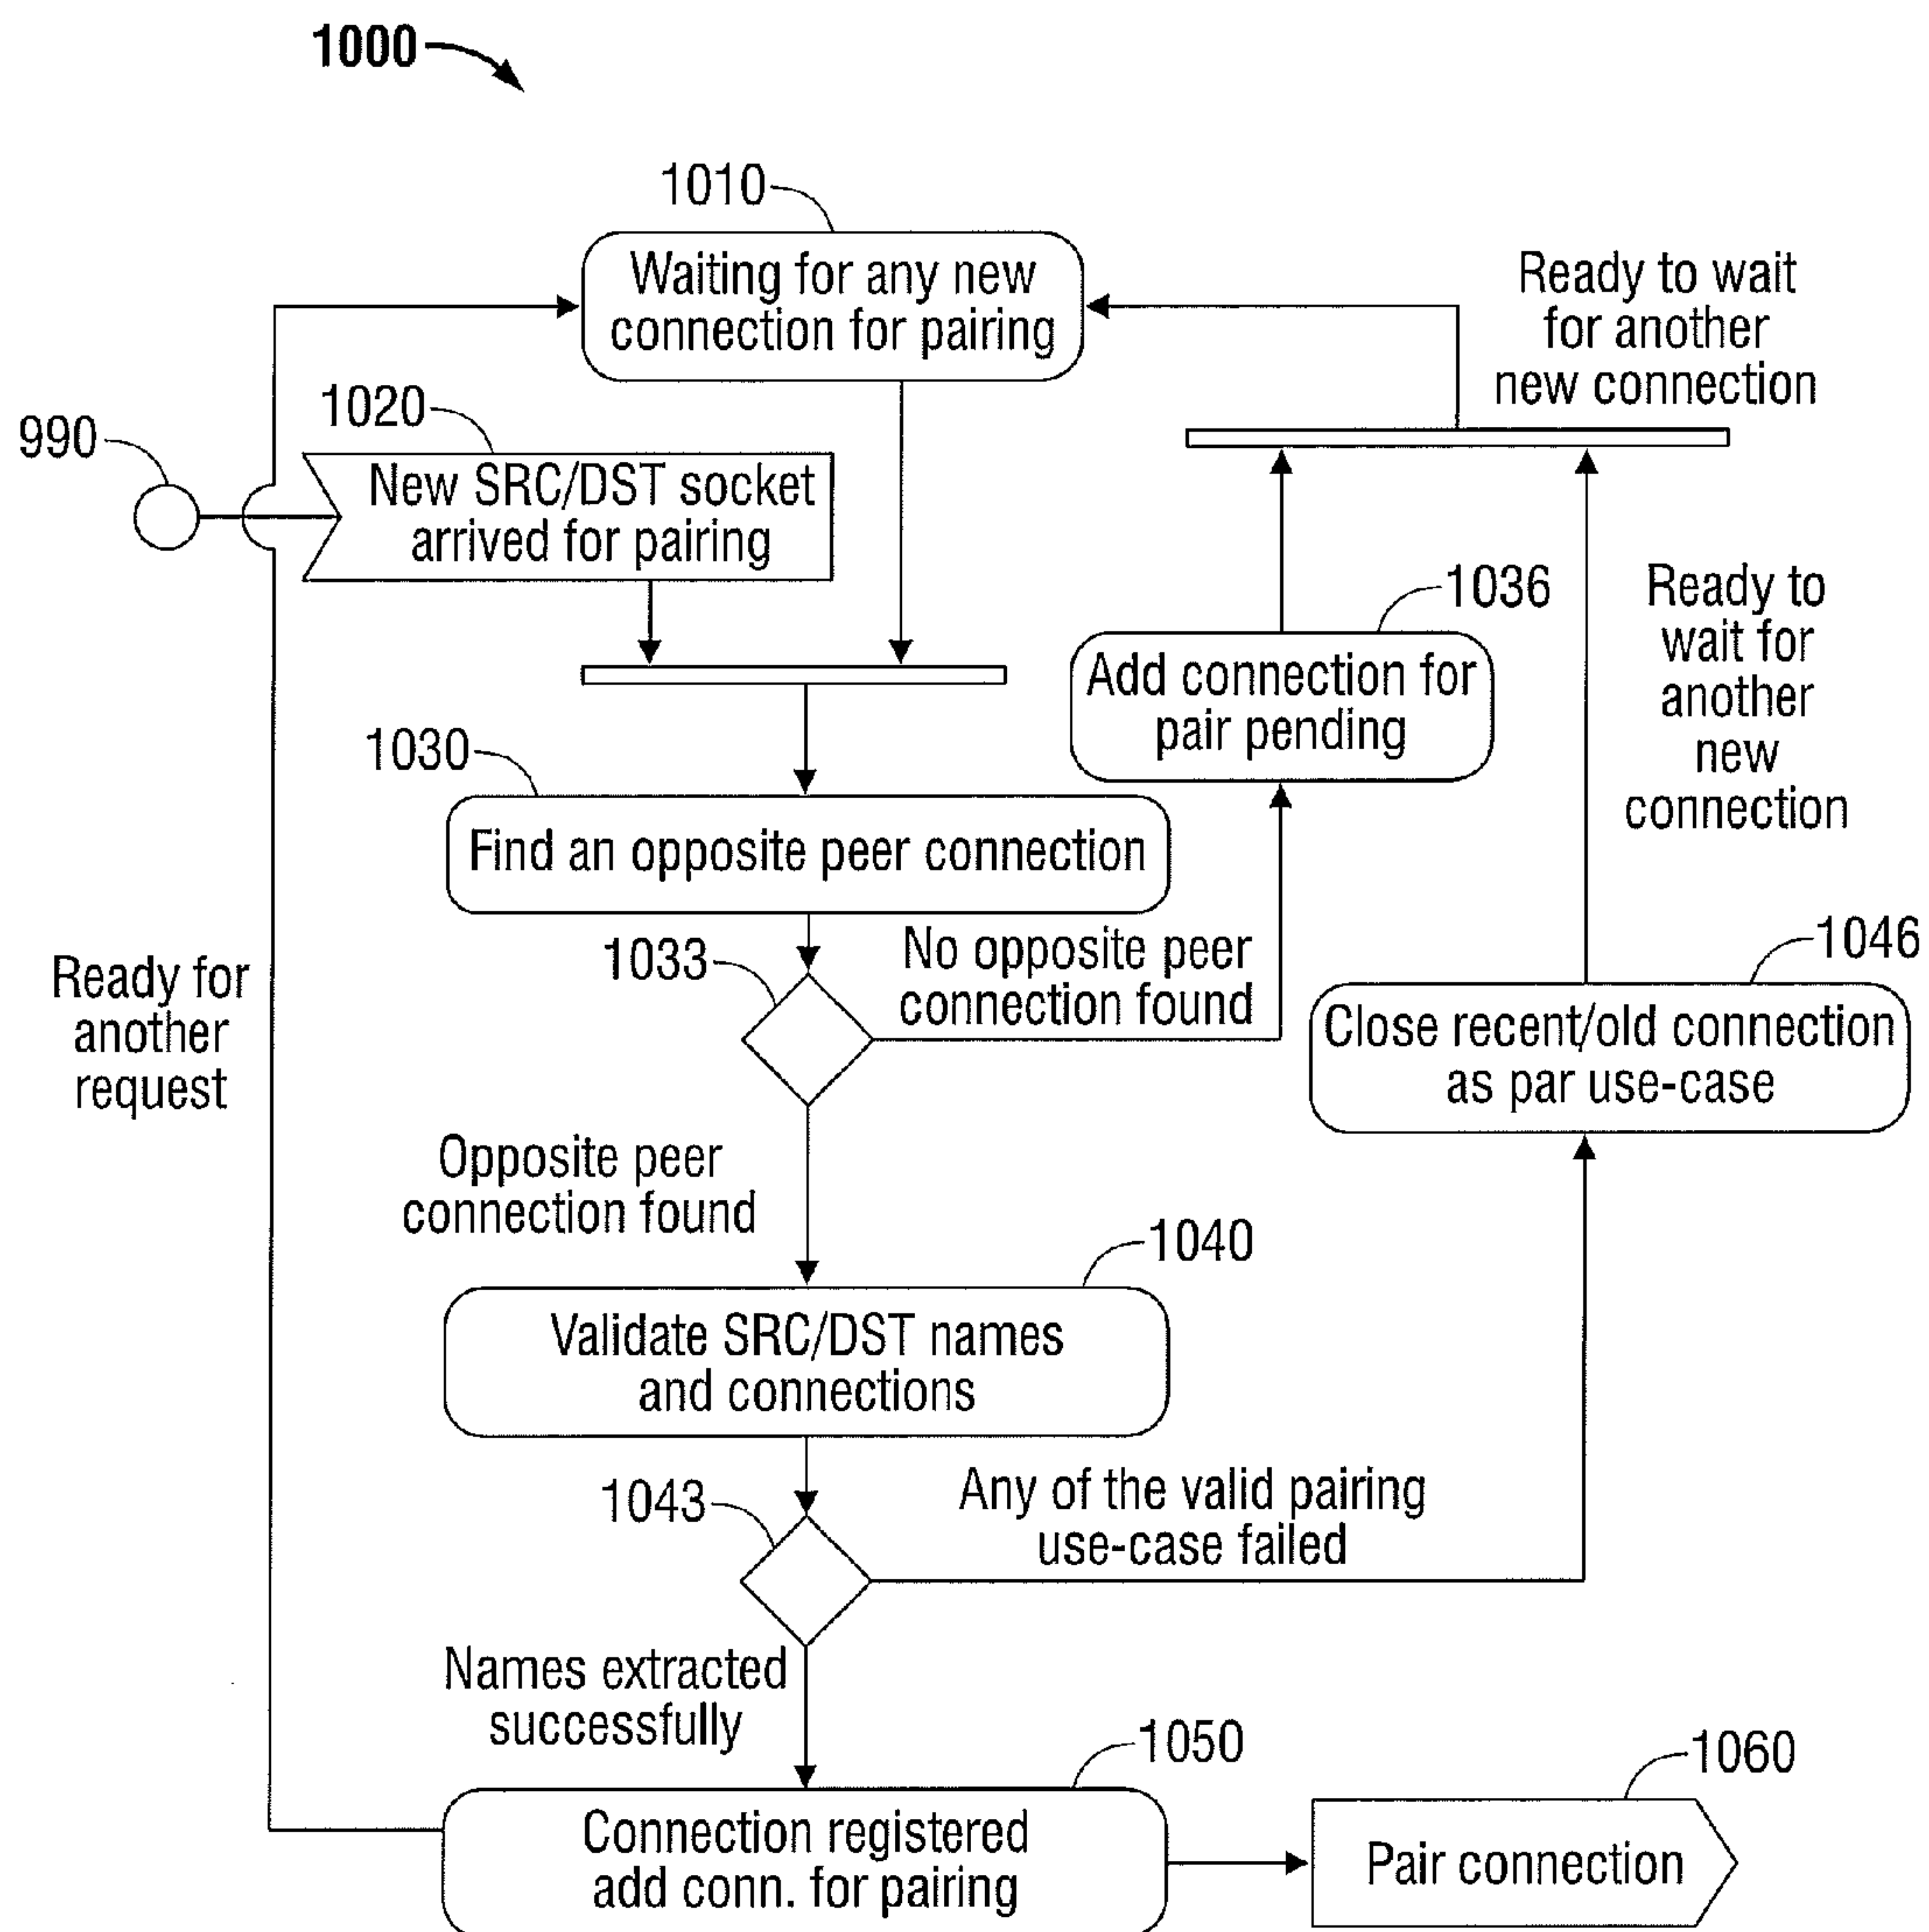 1000
1010
Waiting for any new
connection for pairing
Ready to wait
for another
new connection
990
1020
New SRC/DST socket
arrived for pairing
1036
Add connection for
pair pending
Ready to
wait for
another
new
connection
1030
Find an opposite peer connection
1033
No opposite peer
connection found
1046
Close recent/old connection
as par use-case
Ready for
another
request
Opposite peer
connection found
1040
Validate SRC/DST names
and connections
1043
Any of the valid pairing
use-case failed
Names extracted
successfully
1050
Connection registered
add conn. for pairing
1060
Pair connection